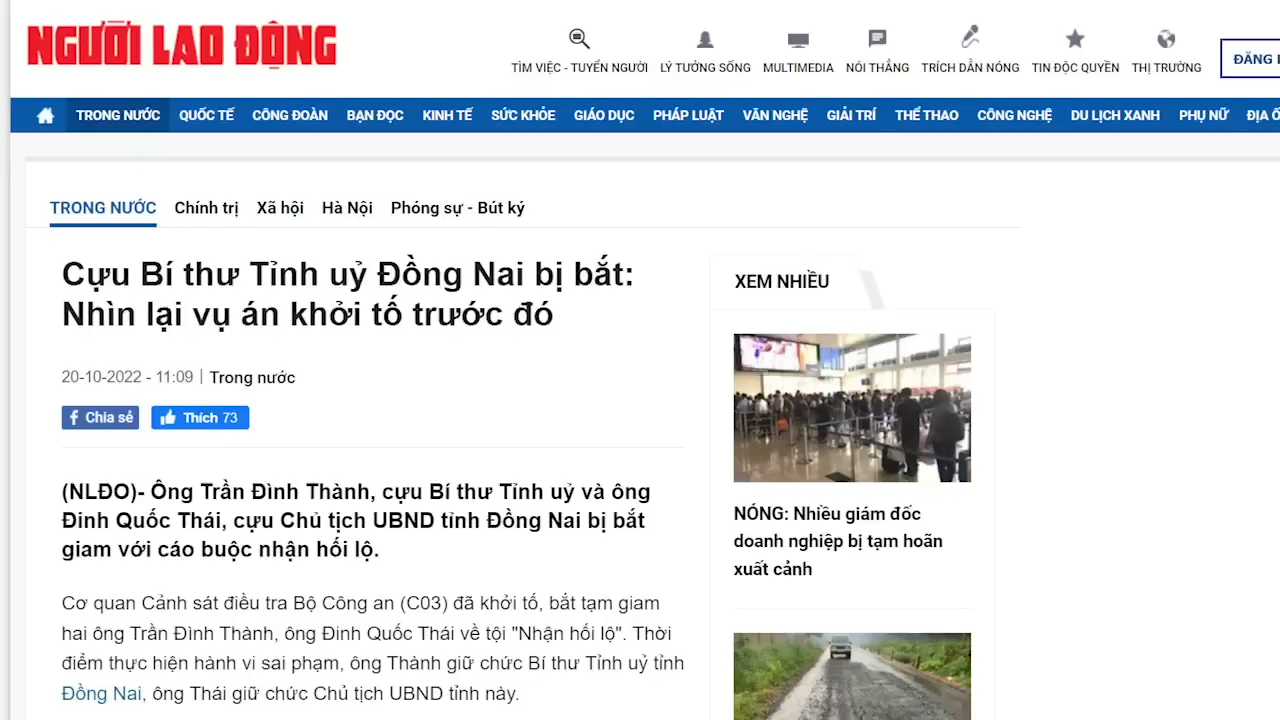 NGƯỜI LAO ĐỘNG
TÌM VIỆC - TUYỂN NGƯỜI LÝ TƯỞNG SỐNG MULTIMEDIA NÓI THẲNG TRÍCH DẪN NÓNG TIN ĐỘC QUYỀN THỊ TRƯỜNG
ĐĂNG
TRONG NƯỚC QUỐC TẾ CÔNG ĐOÀN BẠN ĐỌC KINH TẾ SỨC KHỎE GIÁO DỤC PHÁP LUẬT VĂN NGHỆ GIẢI TRÍ THỂ THAO CÔNG NGHỆ DU LỊCH XANH PHỤ NỮ ĐỊA
TRONG NƯỚC Chính trị Xã hội Hà Nội Phóng sự - Bút ký
Cựu Bí thư Tỉnh uỷ Đồng Nai bị bắt:
Nhìn lại vụ án khởi tố trước đó
20-10-2022 - 11:09 | Trong nước
Chia sẻ Thích 73
(NLĐO)- Ông Trần Đình Thành, cựu Bí thư Tỉnh uỷ và ông
Đinh Quốc Thái, cựu Chủ tịch UBND tỉnh Đồng Nai bị bắt
giam với cáo buộc nhận hối lộ.
Cơ quan Cảnh sát điều tra Bộ Công an (C03) đã khởi tố, bắt tạm giam
hai ông Trần Đình Thành, ông Đinh Quốc Thái về tội "Nhận hối lộ". Thời
điểm thực hiện hành vi sai phạm, ông Thành giữ chức Bí thư Tỉnh uỷ tỉnh
Đồng Nai, ông Thái giữ chức Chủ tịch UBND tỉnh này.
XEM NHIỀU
NÓNG: Nhiều giám đốc
doanh nghiệp bị tạm hoãn
xuất cảnh